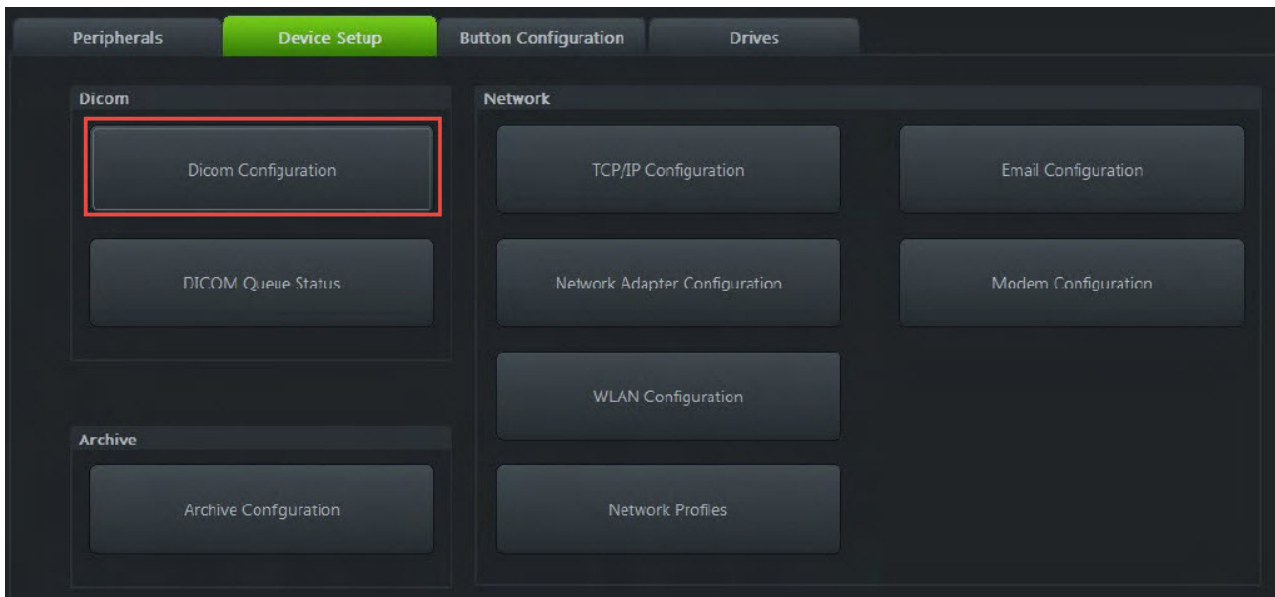 Peripherals
Device Setup
Button Configuration
Drives
Dicom
Dicom Configuration
DICOM Queue Status
Archive
Archive Configuration
Network
TCP/IP Configuration
Email Configuration
Network Adapter Configuration
Modem Configuration
WLAN Configuration
Network Profiles